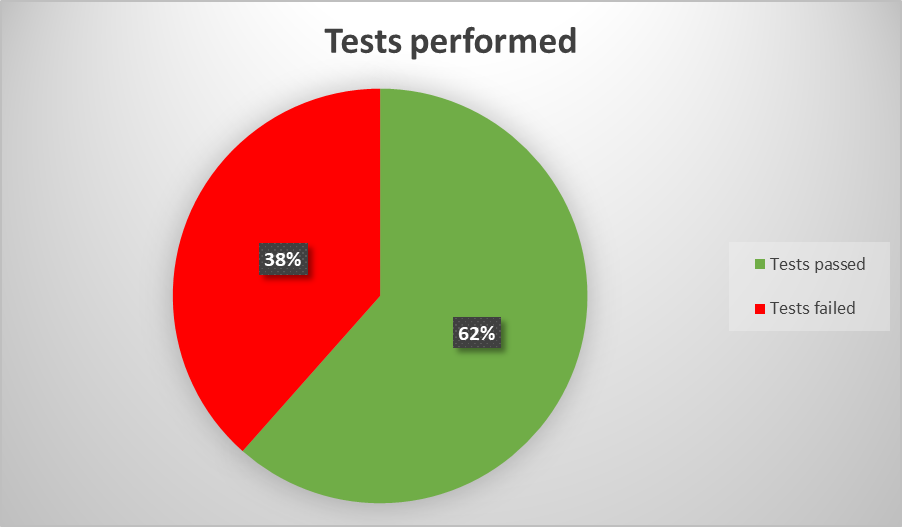 Tests performed
38%
62%
Tests passed
Tests failed